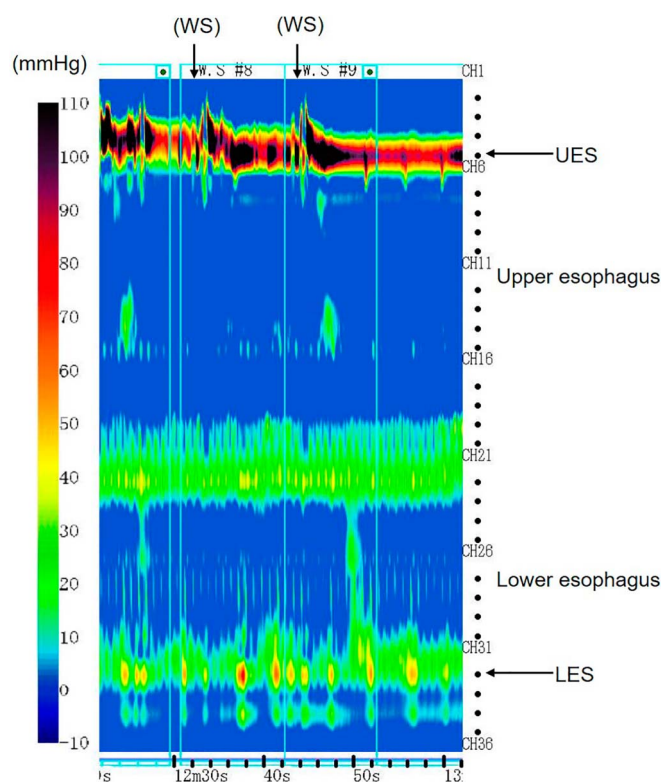 (WS)
(WS)
(mmHg)
W.S #8
W.S #9
CH1
110
100
90
80
70
60
50
40
30
20
10
0
-10
UES
CH6
CH11
Upper esophagus
CH16
CH21
CH26
Lower esophagus
CH31
LES
CH36
0s
12m30s
40s
50s